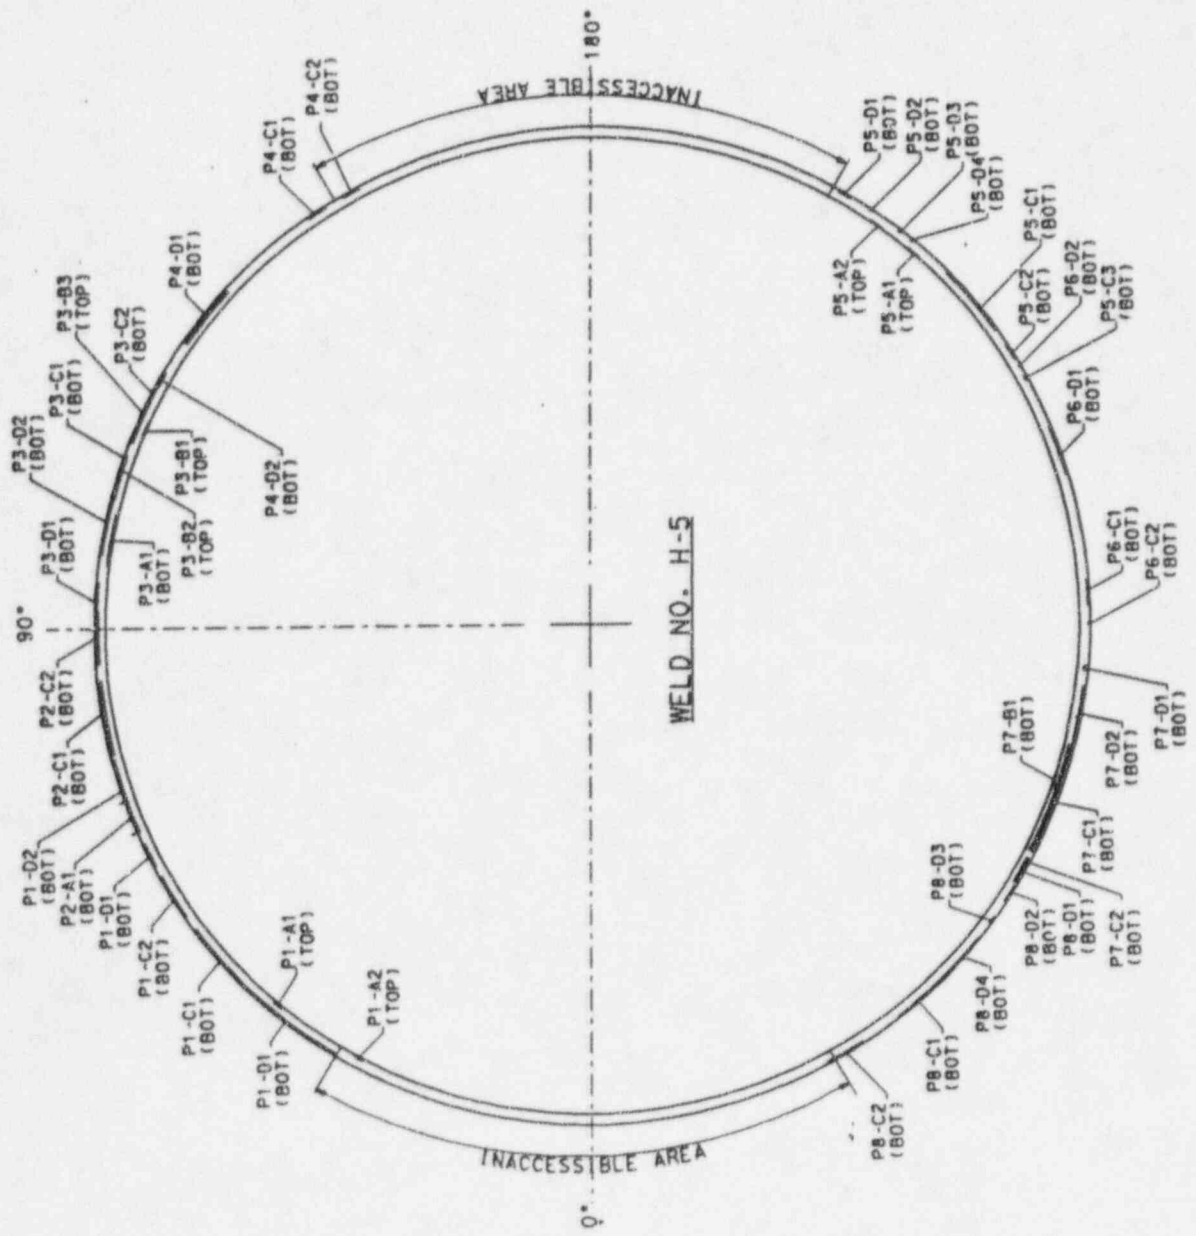 180°
INACCESSIBLE AREA
P4-C2
(BOT)
P4-C1
(BOT)
P4-D1
(BOT)
P3-B3
(TOP)
P3-C2
(BOT)
P3-C1
(BOT)
P3-D2
(BOT)
P3-D1
(BOT)
P3-B1
(TOP)
P4-D2
(BOT)
P3-B2
(TOP)
P3-A1
(BOT)
90°
P2-C2
(BOT)
P2-C1
(BOT)
P1-D2
(BOT)
P2-A1
(BOT)
P1-D1
(BOT)
P1-C2
(BOT)
P1-C1
(BOT)
P1-D1
(BOT)
P1-A1
(TOP)
P1-A2
(TOP)
INACCESSIBLE AREA
0°
WELD NO. H-5
P5-D1
(BOT)
P5-D2
(BOT)
P5-D3
(BOT)
P5-D4
(BOT)
P5-A2
(TOP)
P5-A1
(TOP)
P5-C1
(BOT)
P5-C2
(BOT)
P6-D2
(BOT)
P5-C3
(BOT)
P6-D1
(BOT)
P6-C1
(BOT)
P6-C2
(BOT)
P7-B1
(BOT)
P7-D1
(BOT)
P7-D2
(BOT)
P7-C1
(BOT)
P7-C2
(BOT)
P8-D1
(BOT)
P8-D2
(BOT)
P8-D3
(BOT)
P8-D4
(BOT)
P8-C1
(BOT)
P8-C2
(BOT)